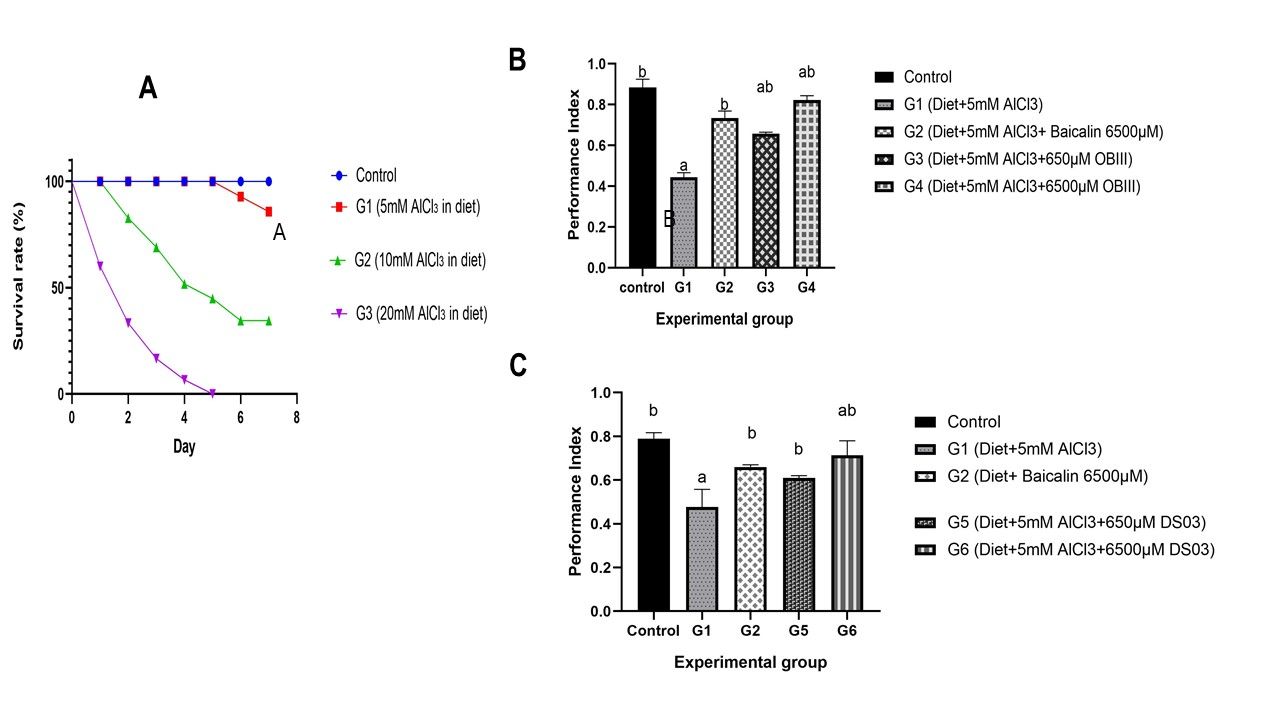 A
Survival rate (%)
100
50
0
0 2 4 6 8
Day
Control
G1 (5mM AlCl3 in diet)
A
G2 (10mM AlCl3 in diet)
G3 (20mM AlCl3 in diet)
B
Performance Index
1.0
0.8
0.6
0.4
0.2
0.0
b a b ab ab
B
control G1 G2 G3 G4
Experimental group
Control
G1 (Diet+5mM AlCl3)
G2 (Diet+5mM AlCl3+ Baicalin 6500µM)
G3 (Diet+5mM AlCl3+650µM OBIII)
G4 (Diet+5mM AlCl3+6500µM OBIII)
C
Performance Index
1.0
0.8
0.6
0.4
0.2
0.0
b a b b ab
Control G1 G2 G5 G6
Experimental group
Control
G1 (Diet+5mM AlCl3)
G2 (Diet+ Baicalin 6500µM)
G5 (Diet+5mM AlCl3+650µM DS03)
G6 (Diet+5mM AlCl3+6500µM DS03)